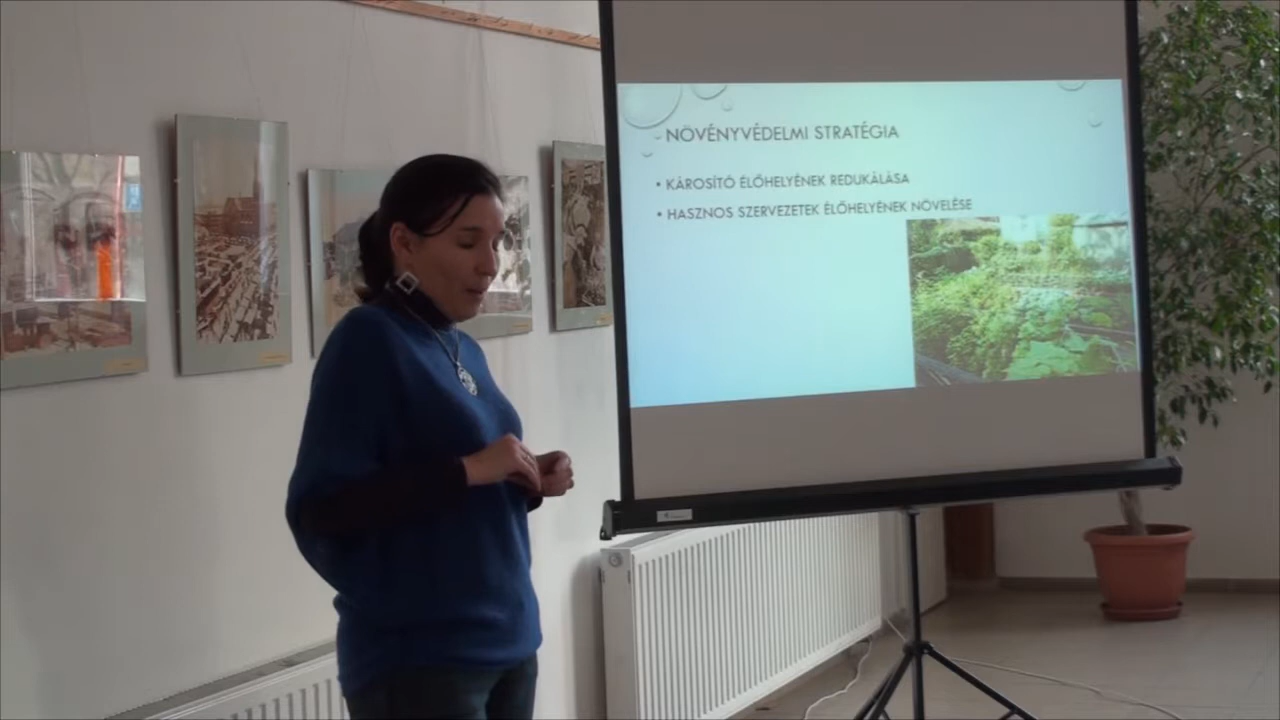 NÖVÉNYVÉDELMI STRATÉGIA
• KÁROSÍTÓ ÉLŐHELYÉNEK REDUKÁLÁSA
• HASZNOS SZERVEZETEK ÉLŐHELYÉNEK NÖVELÉSE